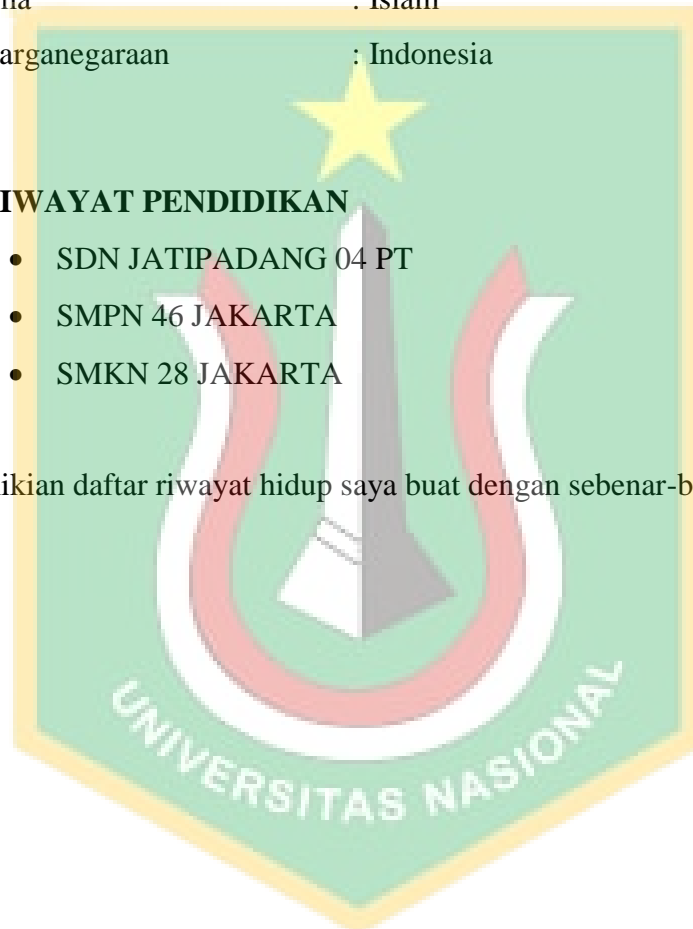 : Islam
arganegaraan : Indonesia
IWAYAT PENDIDIKAN
• SDN JATIPADANG 04 PT
• SMPN 46 JAKARTA
• SMKN 28 JAKARTA
ikian daftar riwayat hidup saya buat dengan sebenar-b
UNIVERSITAS NASIONAL